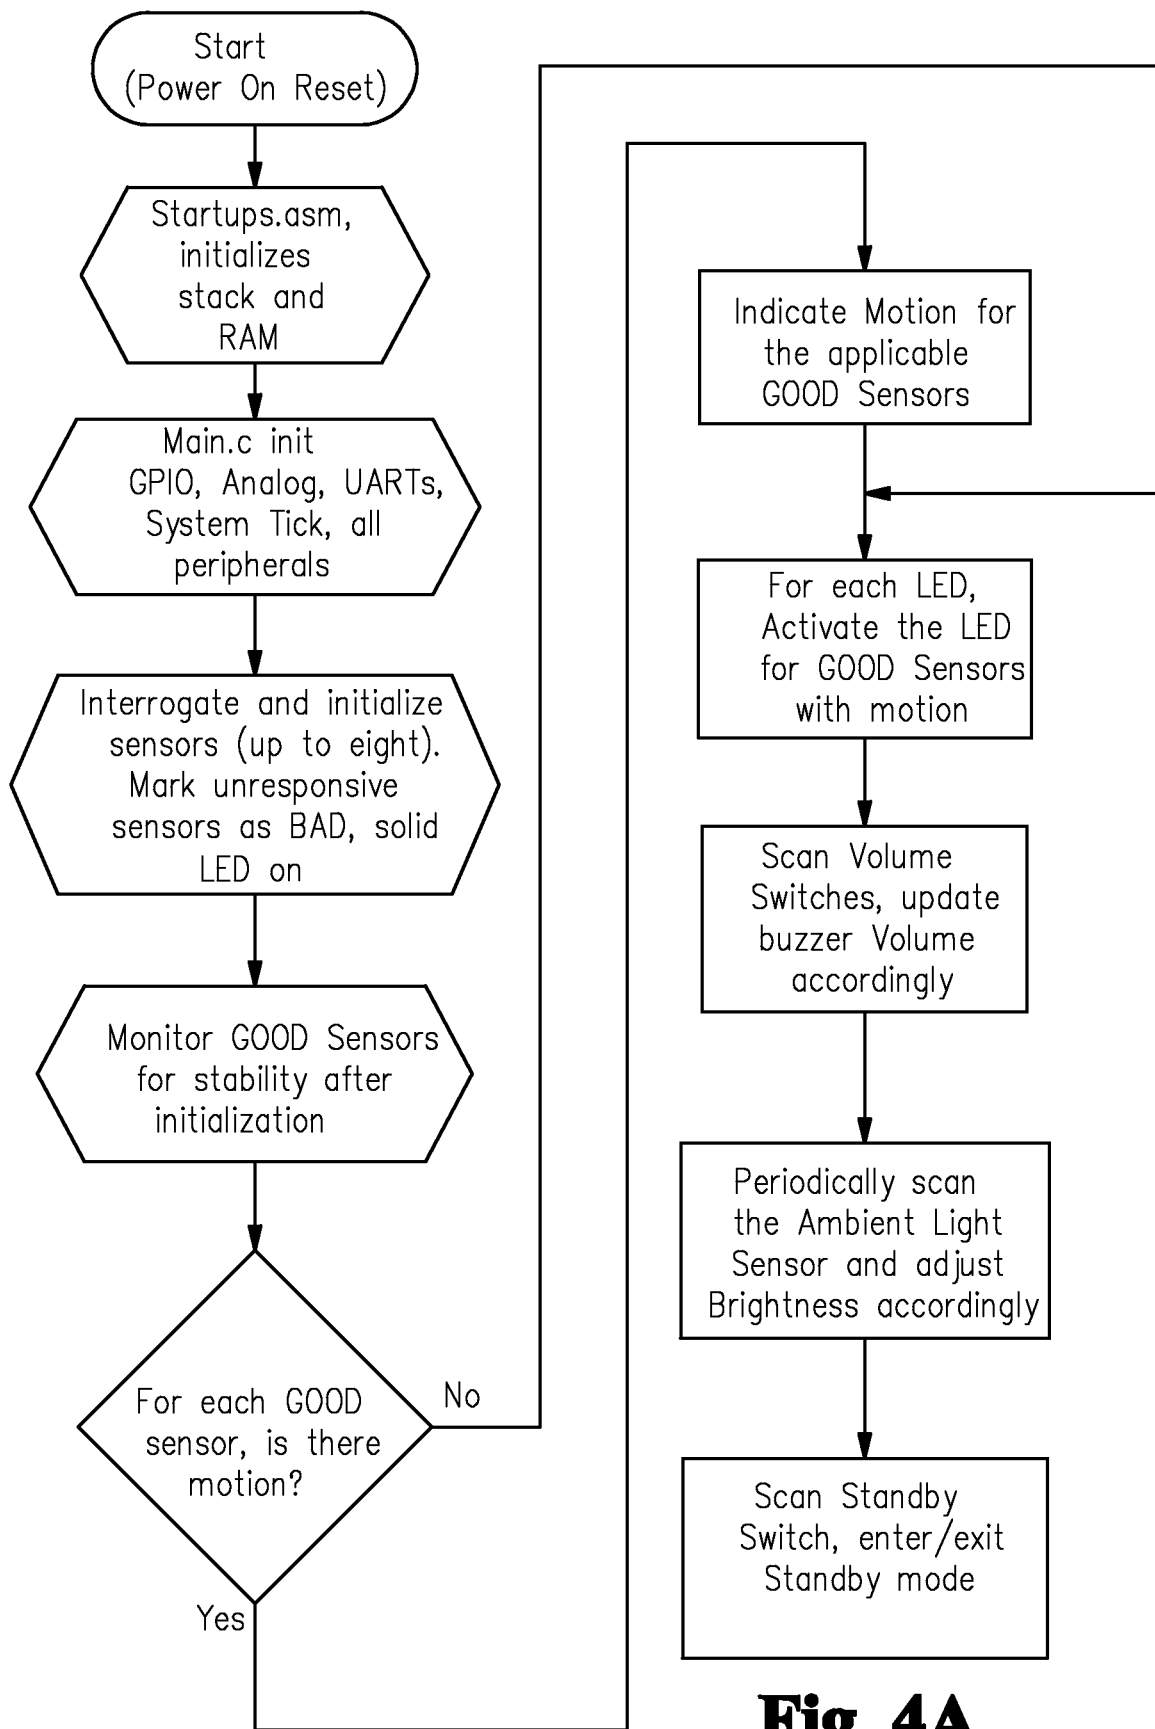 Start
(Power On Reset)
Startups.asm,
initializes
stack and
RAM
Main.c init
GPIO, Analog, UARTs,
System Tick, all
peripherals
Interrogate and initialize
sensors (up to eight).
Mark unresponsive
sensors as BAD, solid
LED on
Monitor GOOD Sensors
for stability after
initialization
For each GOOD
sensor, is there
motion?
No
Yes
Indicate Motion for
the applicable
GOOD Sensors
For each LED,
Activate the LED
for GOOD Sensors
with motion
Scan Volume
Switches, update
buzzer Volume
accordingly
Periodically scan
the Ambient Light
Sensor and adjust
Brightness accordingly
Scan Standby
Switch, enter/exit
Standby mode
Fig. 4A